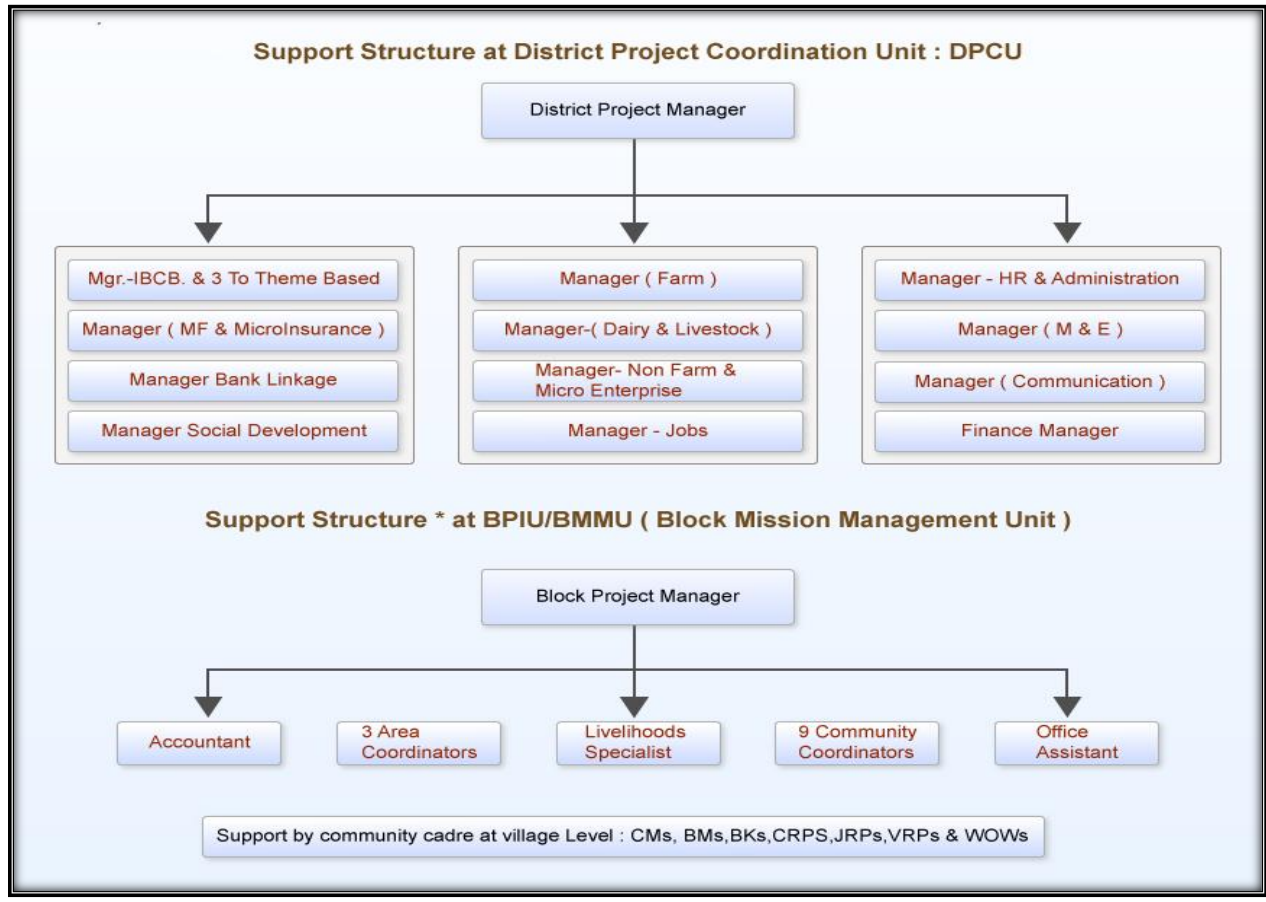 Support Structure at District Project Coordination Unit : DPCU
District Project Manager
Mgr.-IBCB. & 3 To Theme Based
Manager ( MF & MicroInsurance )
Manager Bank Linkage
Manager Social Development
Manager ( Farm )
Manager-( Dairy & Livestock )
Manager- Non Farm &
Micro Enterprise
Manager - Jobs
Manager - HR & Administration
Manager ( M & E )
Manager ( Communication )
Finance Manager
Support Structure * at BPIU/BMMU ( Block Mission Management Unit )
Block Project Manager
Accountant
3 Area
Coordinators
Livelihoods
Specialist
9 Community
Coordinators
Office
Assistant
Support by community cadre at village Level : CMs, BMs,BKs,CRPS,JRPs,VRPs & WOWs